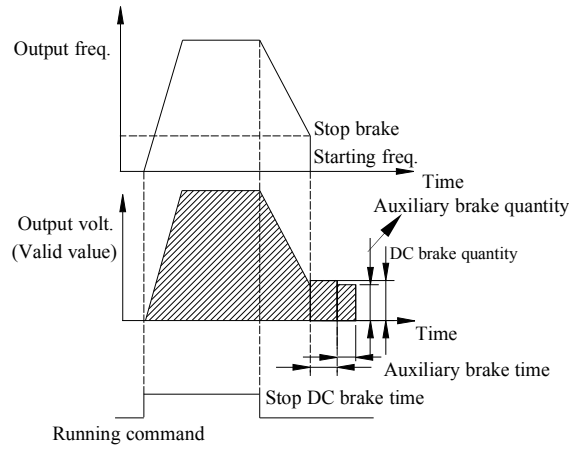 Output freq.
Stop brake
Starting freq.
Time
Auxiliary brake quantity
Output volt.
(Valid value)
DC brake quantity
Time
Auxiliary brake time
Stop DC brake time
Running command